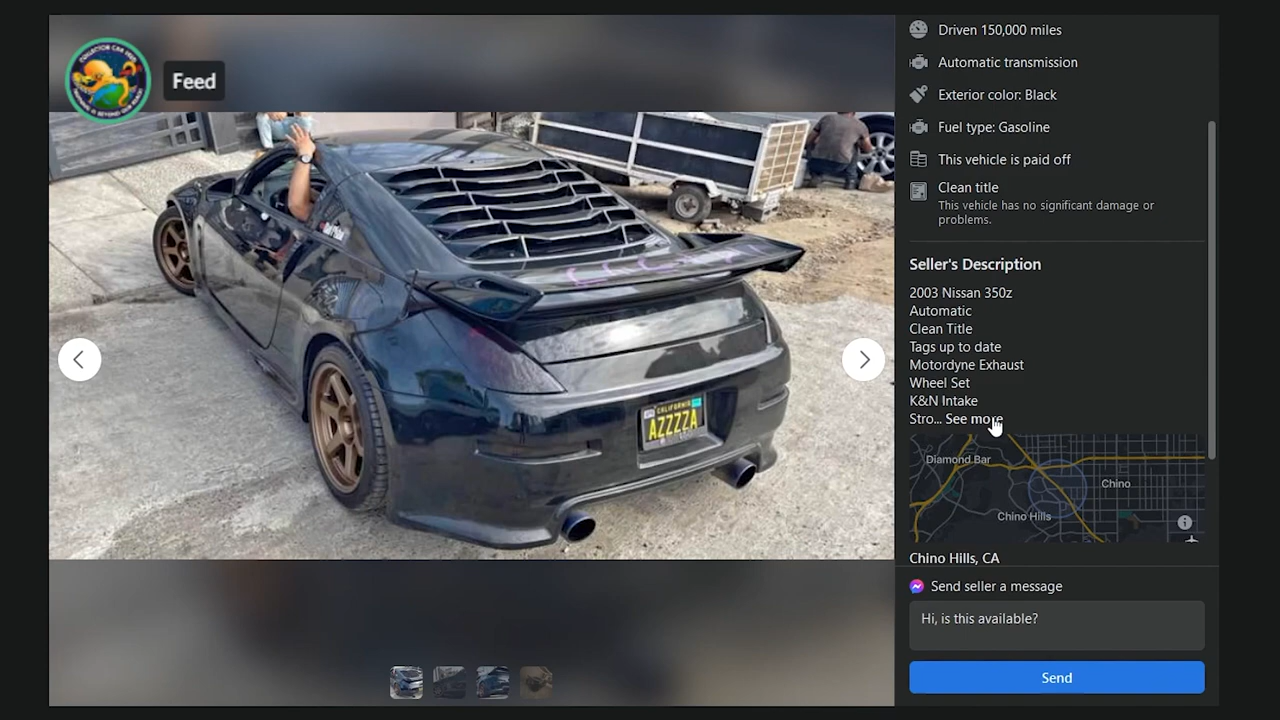 COLLECTOR CAR FEED
Feed
CALIFORNIA
AZZZZA
Driven 150,000 miles
Automatic transmission
Exterior color: Black
Fuel type: Gasoline
This vehicle is paid off
Clean title
This vehicle has no significant damage or
problems.
Seller's Description
2003 Nissan 350z
Automatic
Clean Title
Tags up to date
Motordyne Exhaust
Wheel Set
K&N Intake
Stro... See more
Diamond Bar
Chino
Chino Hills
Chino Hills, CA
Send seller a message
Hi, is this available?
Send